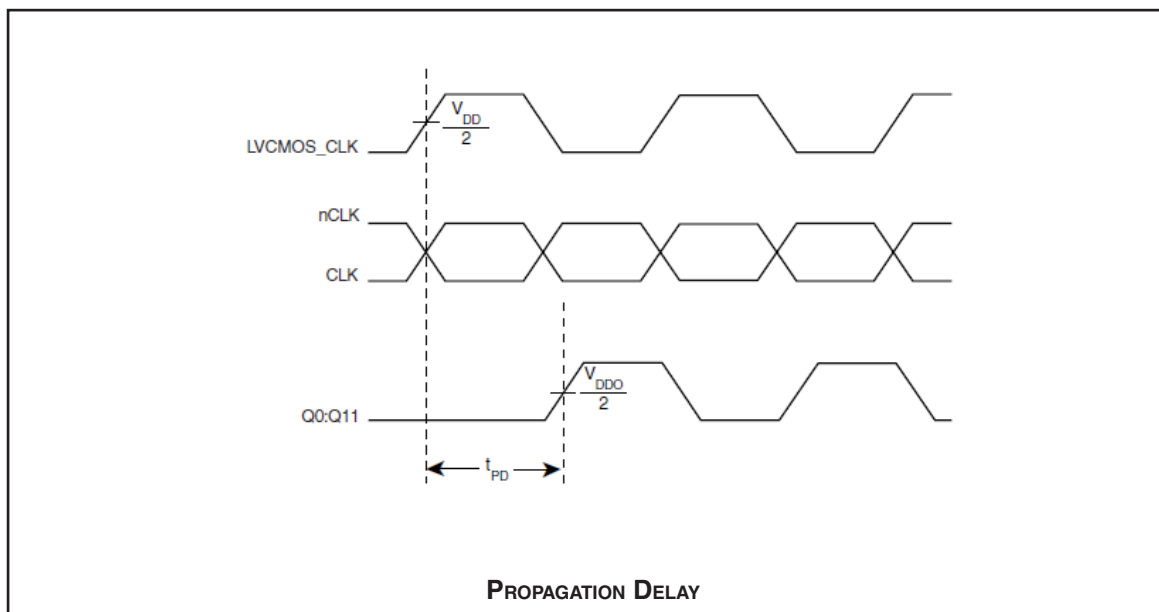 V_DD
2
LVCMOS_CLK
nCLK
CLK
V_DDO
2
Q0:Q11
t_PD
PROPAGATION DELAY